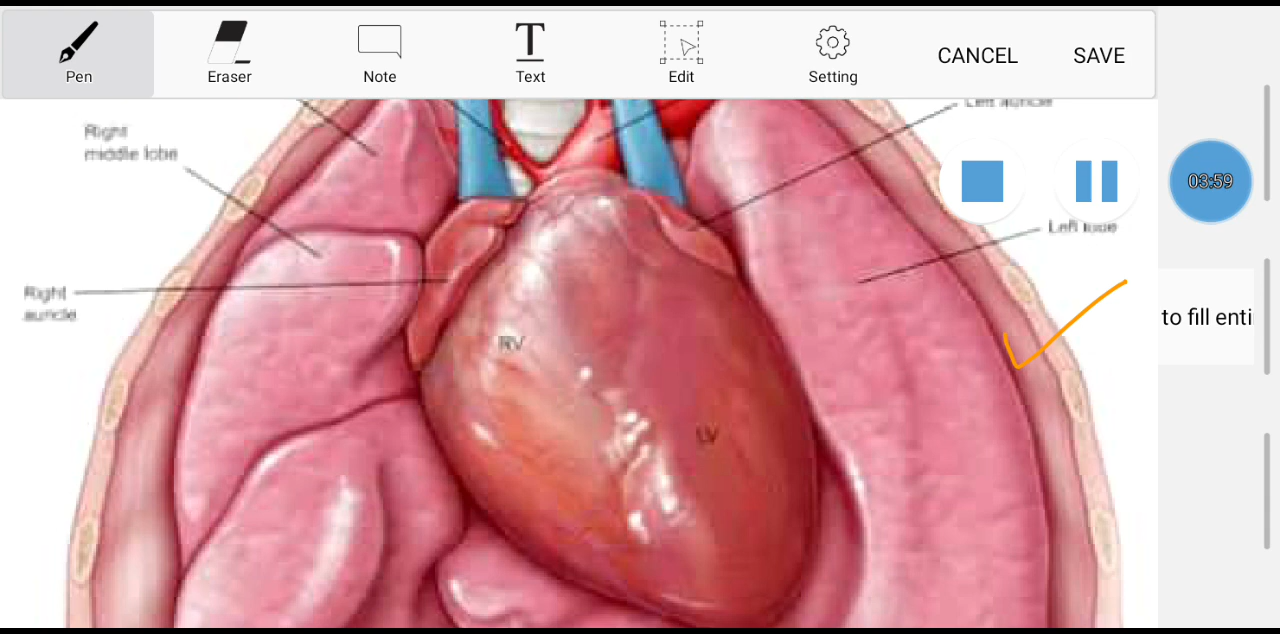 Pen
Eraser
Note
Text
Edit
Setting
CANCEL
SAVE
Left auricle
Right
middle lobe
03:59
Left
Right
auricle
to fill enti
RV
LV